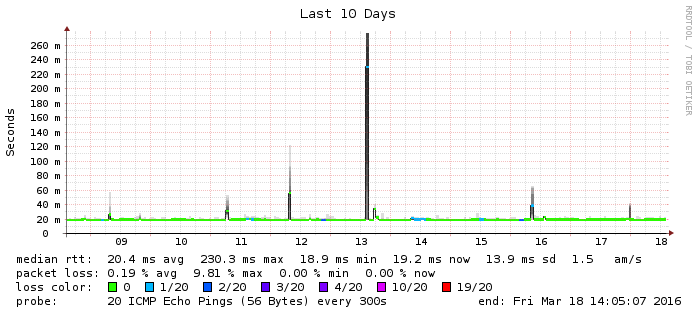 Last 10 Days
RRDTOOL / TOBI OETIKER
Seconds
260 m
240 m
220 m
200 m
180 m
160 m
140 m
120 m
100 m
80 m
60 m
40 m
20 m
0
09 10 11 12 13 14 15 16 17 18
median rtt: 20.4 ms avg 230.3 ms max 18.9 ms min 19.2 ms now 13.9 ms sd 1.5 am/s
packet loss: 0.19 % avg 9.81 % max 0.00 % min 0.00 % now
loss color: 0 1/20 2/20 3/20 4/20 10/20 19/20
probe: 20 ICMP Echo Pings (56 Bytes) every 300s end: Fri Mar 18 14:05:07 2016